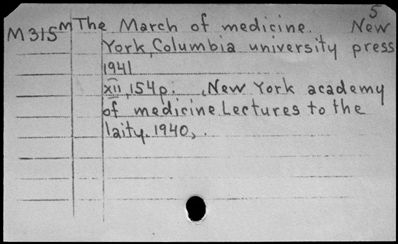 5
M315 m The March of medicine. New
York, Columbia university press
1941
xii, 154p. , New York academy
of medicine. Lectures to the
laity. 1940, .